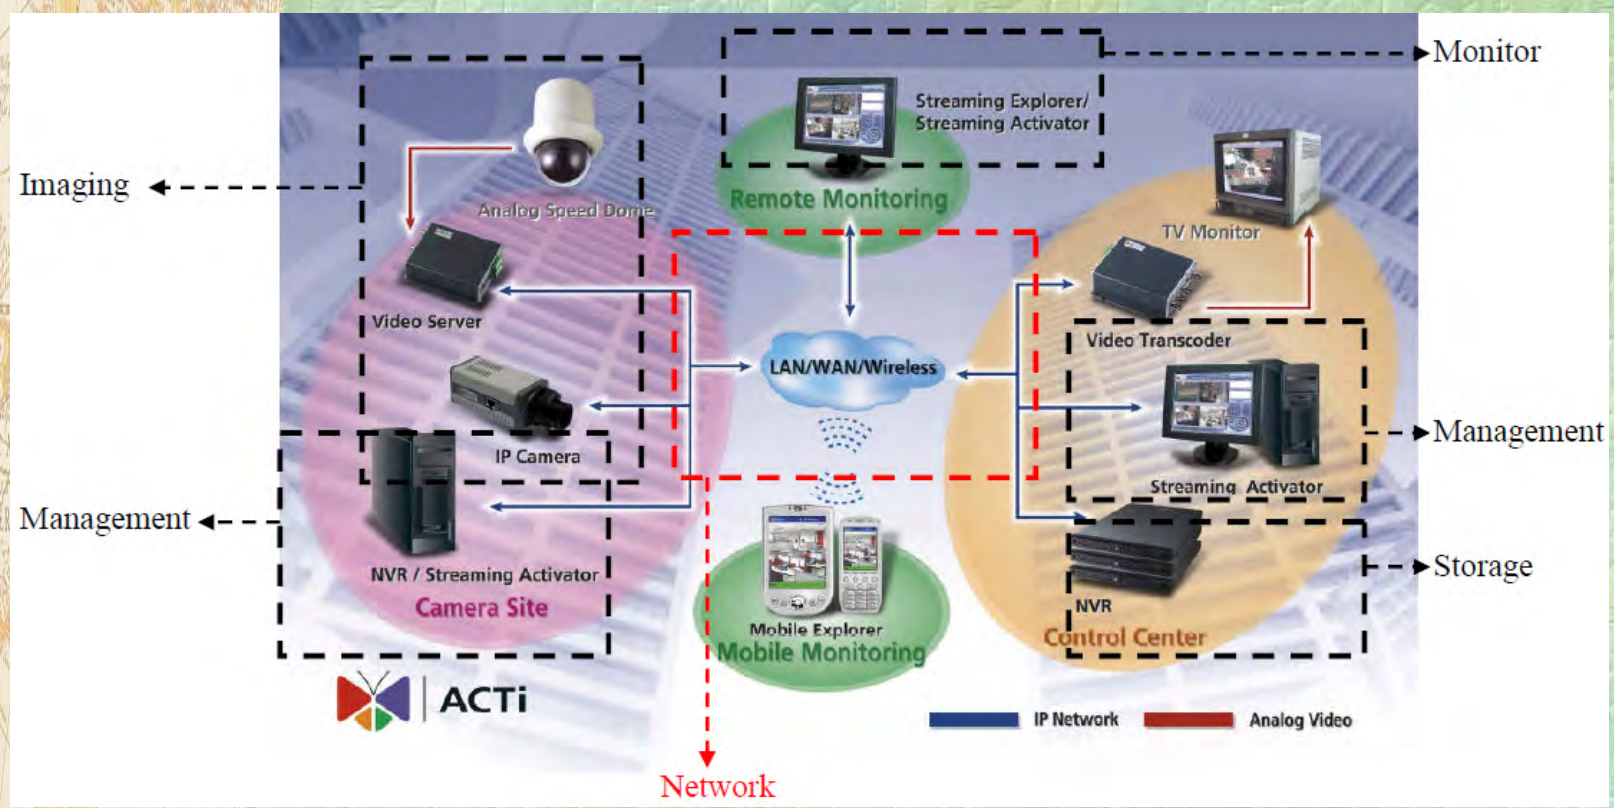 Monitor
Streaming Explorer/
Streaming Activator
Imaging
Remote Monitoring
Analog Speed Dome
TV Monitor
Video Server
Video Transcoder
LAN/WAN/Wireless
IP Camera
Management
Streaming Activator
Management
NVR / Streaming Activator
Camera Site
Storage
NVR
Mobile Explorer
Mobile Monitoring
Control Center
ACTi
IP Network
Analog Video
Network